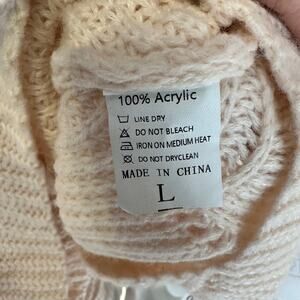 100% Acrylic
LINE DRY
DO NOT BLEACH
IRON ON MEDIUM HEAT
DO NOT DRYCLEAN
MADE IN CHINA
L